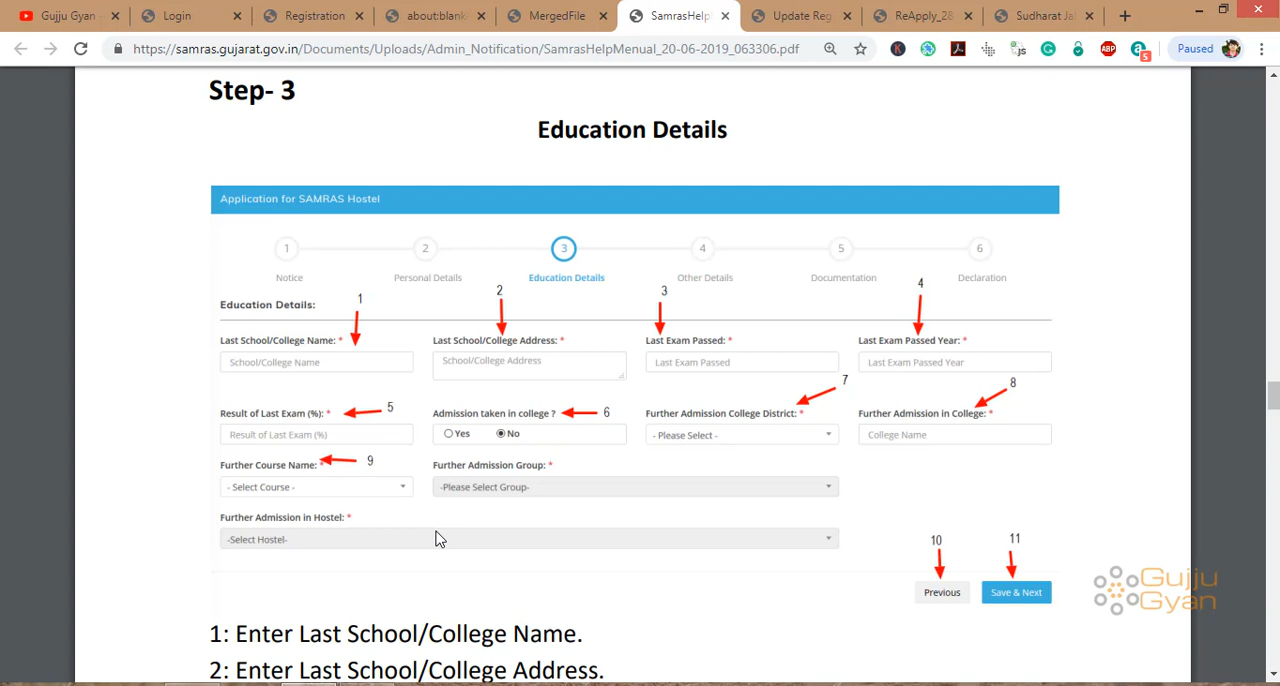 Gujju Gyan - Login Registration about:blank MergedFile SamrasHelp Update Reg ReApply_28 Sudharat Ja
https://samras.gujarat.gov.in/Documents/Uploads/Admin_Notification/SamrasHelpMenual_20-06-2019_063306.pdf K JS G ABP a 5 Paused
Step- 3
Education Details
Application for SAMRAS Hostel
1 2 3 4 5 6
Notice Personal Details Education Details Other Details Documentation Declaration
1 2 3 4
Education Details:
Last School/College Name: * Last School/College Address: * Last Exam Passed: * Last Exam Passed Year: *
School/College Name School/College Address Last Exam Passed Last Exam Passed Year
5 6 7 8
Result of Last Exam (%): * Admission taken in college ? Further Admission College District: * Further Admission in College: *
Result of Last Exam (%) Yes No - Please Select - College Name
9
Further Course Name: * Further Admission Group: *
- Select Course - -Please Select Group-
Further Admission in Hostel: *
-Select Hostel-
10 11
Previous Save & Next
Gujju
Gyan
1: Enter Last School/College Name.
2: Enter Last School/College Address.